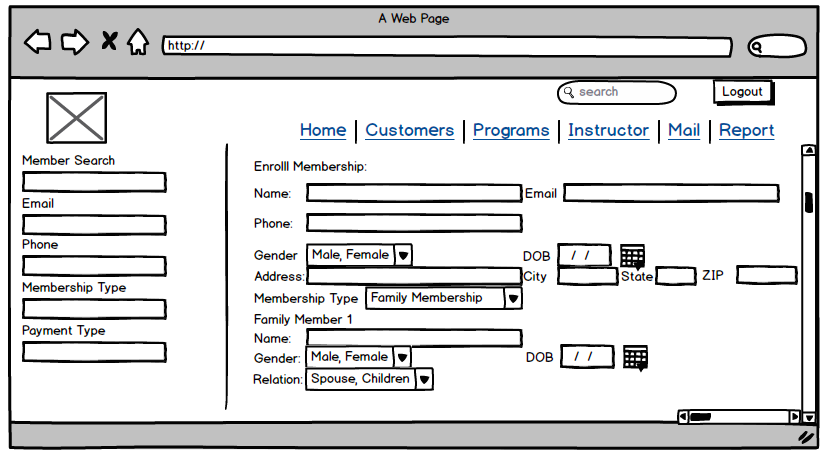 A Web Page
http://
search
Logout
Home Customers Programs Instructor Mail Report
Member Search
Email
Phone
Membership Type
Payment Type
Enrolll Membership:
Name: Email
Phone:
Gender Male, Female DOB / /
Address: City State ZIP
Membership Type Family Membership
Family Member 1
Name:
Gender: Male, Female DOB / /
Relation: Spouse, Children